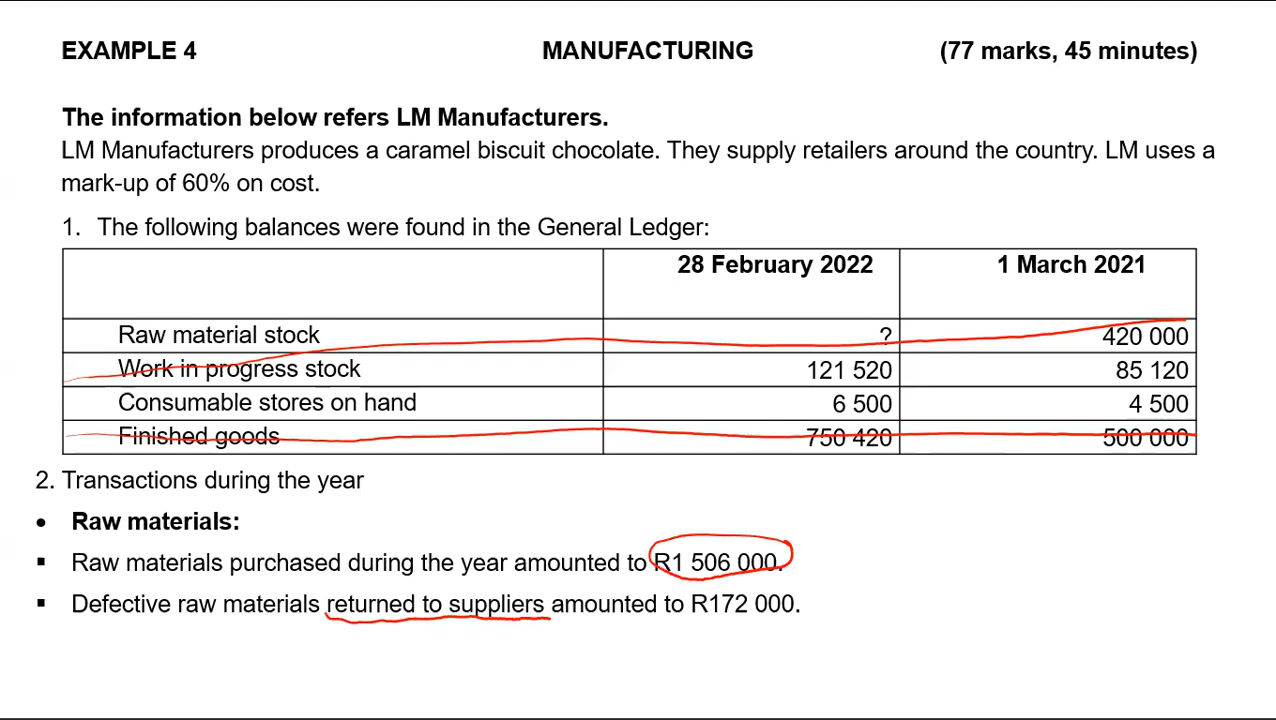 EXAMPLE 4 MANUFACTURING (77 marks, 45 minutes)
The information below refers LM Manufacturers.
LM Manufacturers produces a caramel biscuit chocolate. They supply retailers around the country. LM uses a
mark-up of 60% on cost.
1. The following balances were found in the General Ledger:
28 February 2022 1 March 2021
Raw material stock ? 420 000
Work in progress stock 121 520 85 120
Consumable stores on hand 6 500 4 500
Finished goods 750 420 500 000
2. Transactions during the year
• Raw materials:
▪ Raw materials purchased during the year amounted to R1 506 000.
▪ Defective raw materials returned to suppliers amounted to R172 000.